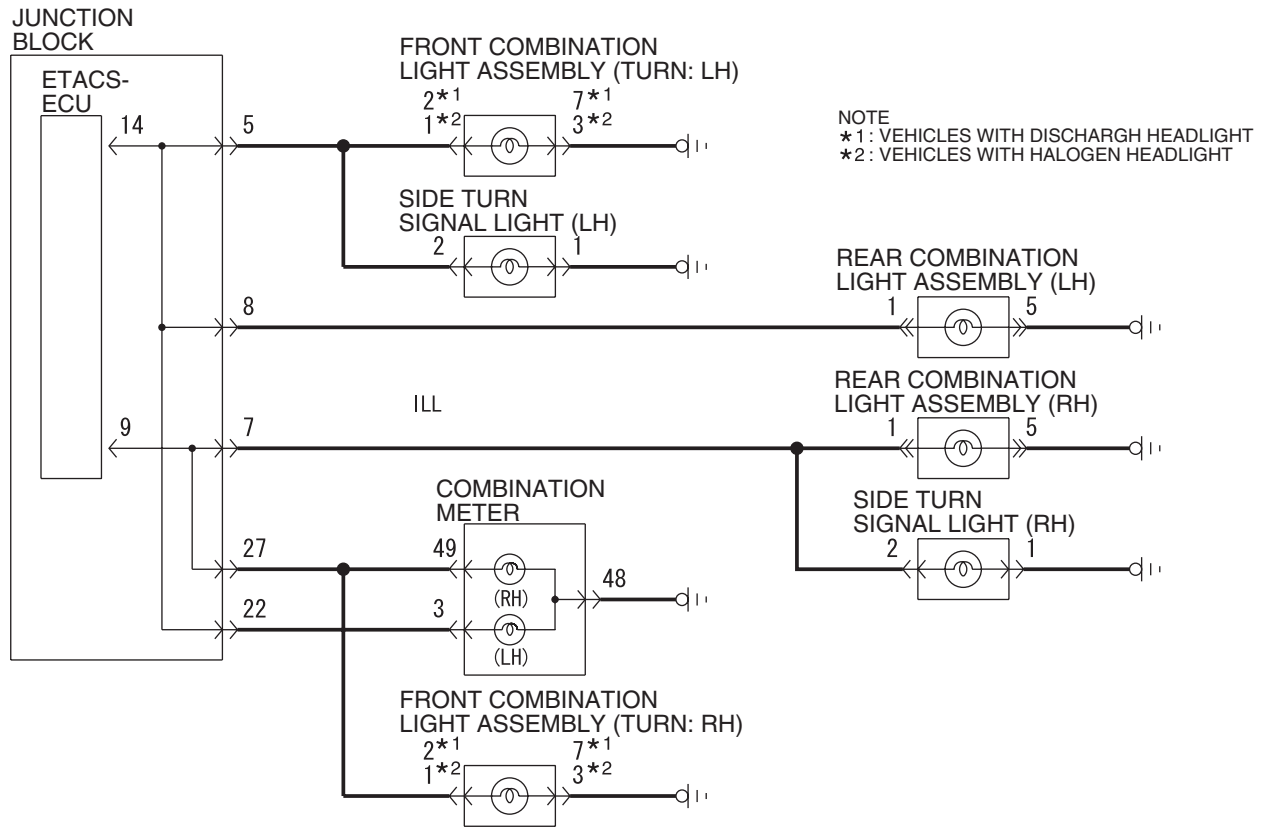 JUNCTION
BLOCK
ETACS-
ECU
FRONT COMBINATION
LIGHT ASSEMBLY (TURN: LH)
2*1
7*1
14
5
1*2
3*2
NOTE
*1: VEHICLES WITH DISCHARGH HEADLIGHT
*2: VEHICLES WITH HALOGEN HEADLIGHT
SIDE TURN
SIGNAL LIGHT (LH)
2
1
REAR COMBINATION
LIGHT ASSEMBLY (LH)
8
1
5
REAR COMBINATION
LIGHT ASSEMBLY (RH)
ILL
9
7
1
5
COMBINATION
METER
SIDE TURN
SIGNAL LIGHT (RH)
27
49
2
1
48
(RH)
22
3
(LH)
FRONT COMBINATION
LIGHT ASSEMBLY (TURN: RH)
2*1
7*1
1*2
3*2